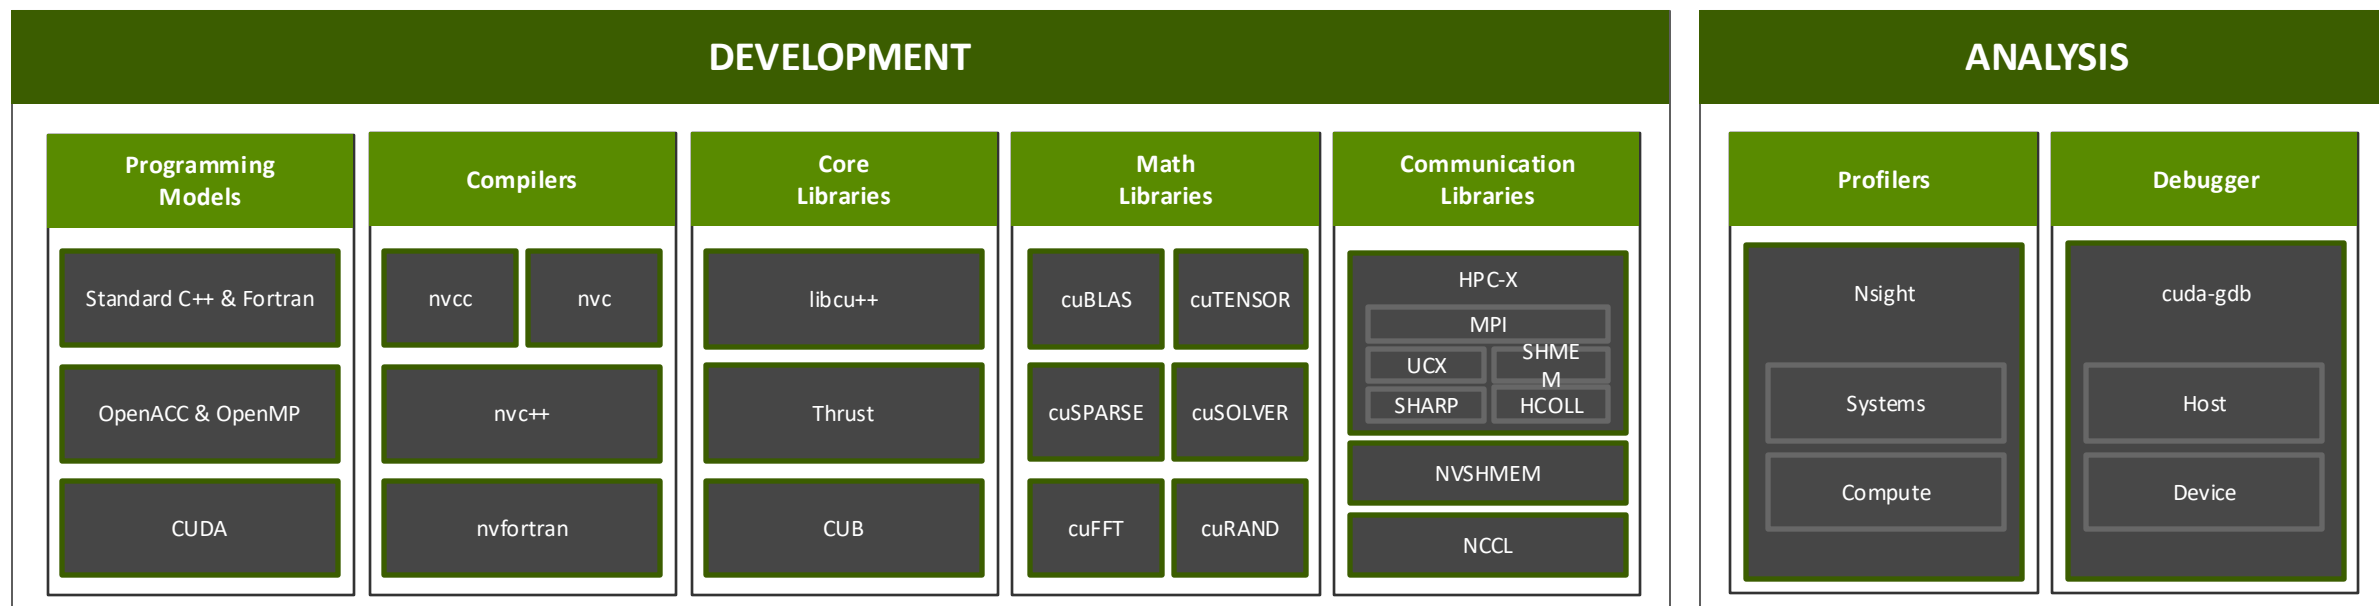 DEVELOPMENT
ANALYSIS
Programming
Models
Compilers
Core
Libraries
Math
Libraries
Communication
Libraries
Profilers
Debugger
Standard C++ & Fortran
OpenACC & OpenMP
CUDA
nvcc
nvc
nvc++
nvfortran
libcu++
Thrust
CUB
cuBLAS
cuTENSOR
cuSPARSE
cuSOLVER
cuFFT
cuRAND
HPC-X
MPI
UCX
SHME
M
SHARP
HCOLL
NVSHMEM
NCCL
Nsight
Systems
Compute
cuda-gdb
Host
Device